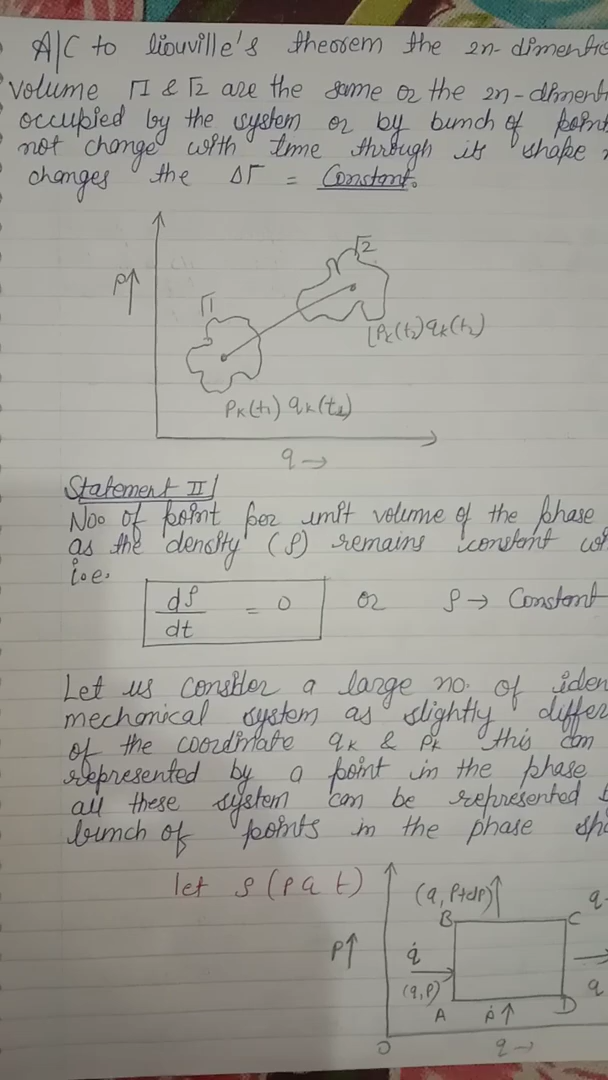 A/C to liouville's theorem the 2n-dimentio
volume Γ1 & Γ2 are the same or the 2n-diment
occupied by the system or by bunch of point
not change with time through its shape
changes the ΔΓ = Constant.
Γ2
P↑
Γ1
[Pk(t2) qk(t2)
Pk(t1) qk(t1)
q→
Statement II
Noo of point per unit volume of the phase
as the density (ρ) remains constant
i.e.
dρ/dt = 0 or ρ → Constant
Let us consider a large no. of iden
mechanical system as slightly differ
of the coordinate qk & Pk this can
represented by a point in the phase
all these system can be represented
bunch of points in the phase
let ρ(p q t)
(q, P+dp)↑
q
B
C
P↑
q̇
(q,P)
q
A
ṗ↑
D
O
q→